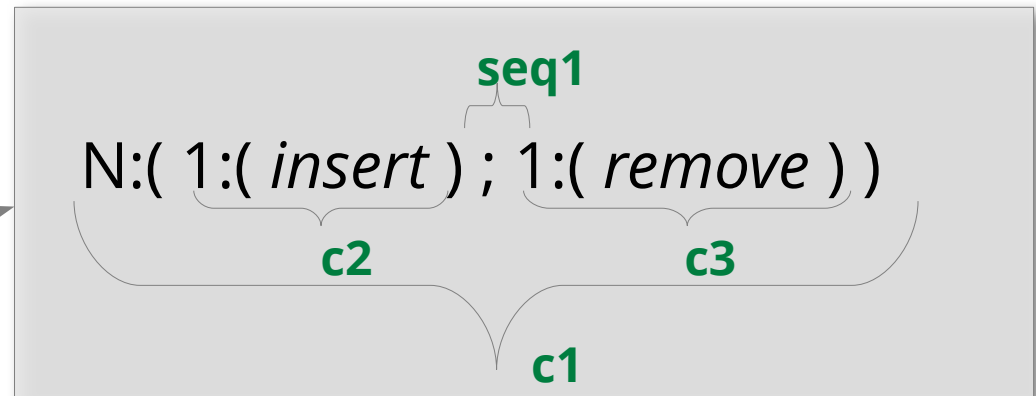 seq1
N:( 1:( insert ) ; 1:( remove ) )
c2 c3
c1